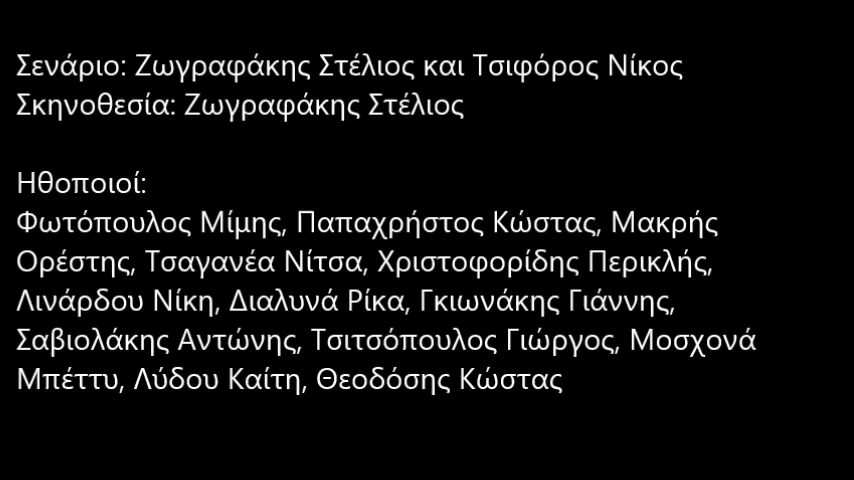 Σενάριο: Ζωγραφάκης Στέλιος και Τσιφόρος Νίκος
Σκηνοθεσία: Ζωγραφάκης Στέλιος
Ηθοποιοί:
Φωτόπουλος Μίμης, Παπαχρήστος Κώστας, Μακρής
Ορέστης, Τσαγανέα Νίτσα, Χριστοφορίδης Περικλής,
Λινάρδου Νίκη, Διαλυνά Ρίκα, Γκιωνάκης Γιάννης,
Σαβιολάκης Αντώνης, Τσιτσόπουλος Γιώργος, Μοσχονά
Μπέττυ, Λύδου Καίτη, Θεοδόσης Κώστας